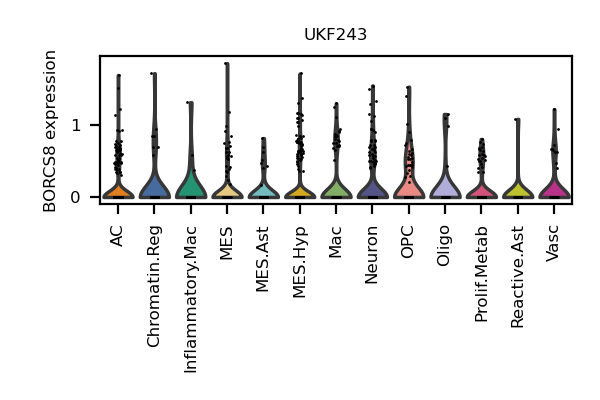 UKF243
BORCS8 expression
1
0
AC
Chromatin.Reg
Inflammatory.Mac
MES
MES.Ast
MES.Hyp
Mac
Neuron
OPC
Oligo
Prolif.Metab
Reactive.Ast
Vasc